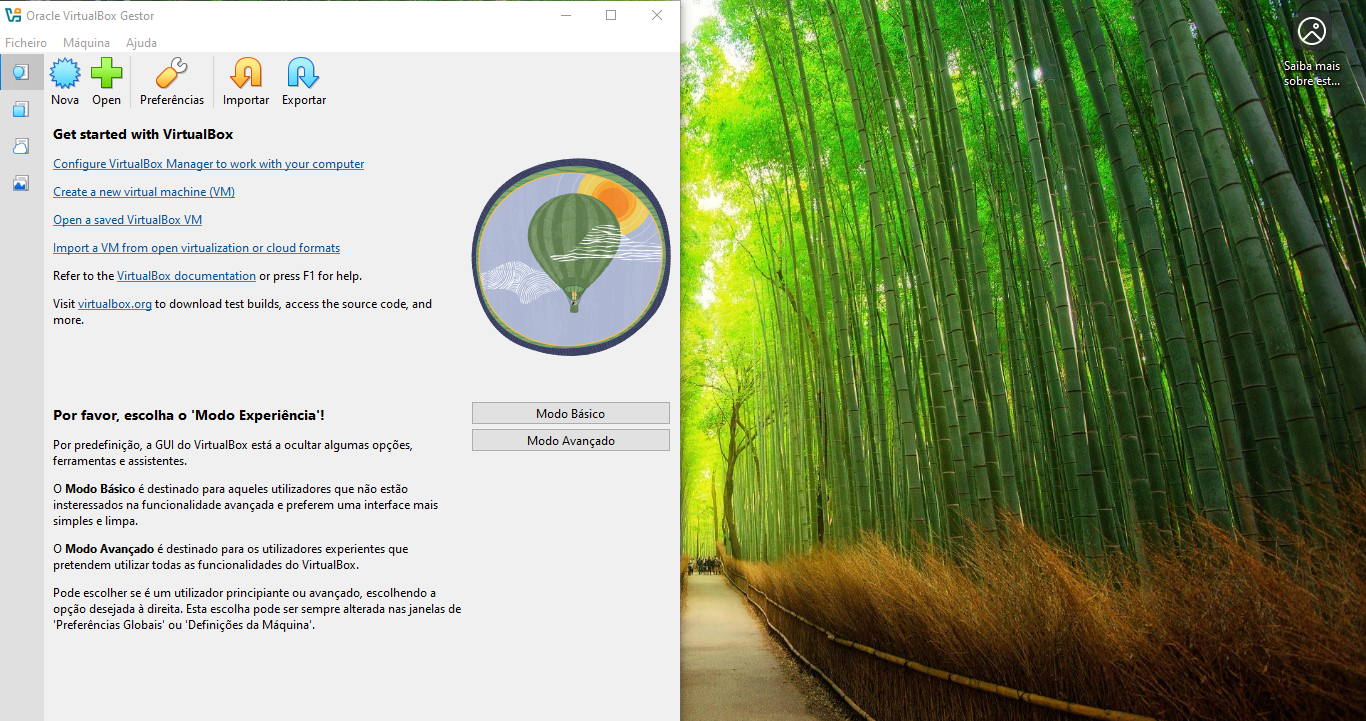 Oracle VirtualBox Gestor
Ficheiro Máquina Ajuda
Nova Open Preferências Importar Exportar
Get started with VirtualBox
Configure VirtualBox Manager to work with your computer
Create a new virtual machine (VM)
Open a saved VirtualBox VM
Import a VM from open virtualization or cloud formats
Refer to the VirtualBox documentation or press F1 for help.
Visit virtualbox.org to download test builds, access the source code, and
more.
Por favor, escolha o 'Modo Experiência'!
Modo Básico
Modo Avançado
Por predefinição, a GUI do VirtualBox está a ocultar algumas opções,
ferramentas e assistentes.
O Modo Básico é destinado para aqueles utilizadores que não estão
insteressados na funcionalidade avançada e preferem uma interface mais
simples e limpa.
O Modo Avançado é destinado para os utilizadores experientes que
pretendem utilizar todas as funcionalidades do VirtualBox.
Pode escolher se é um utilizador principiante ou avançado, escolhendo a
opção desejada à direita. Esta escolha pode ser sempre alterada nas janelas de
'Preferências Globais' ou 'Definições da Máquina'.
Saiba mais
sobre est...